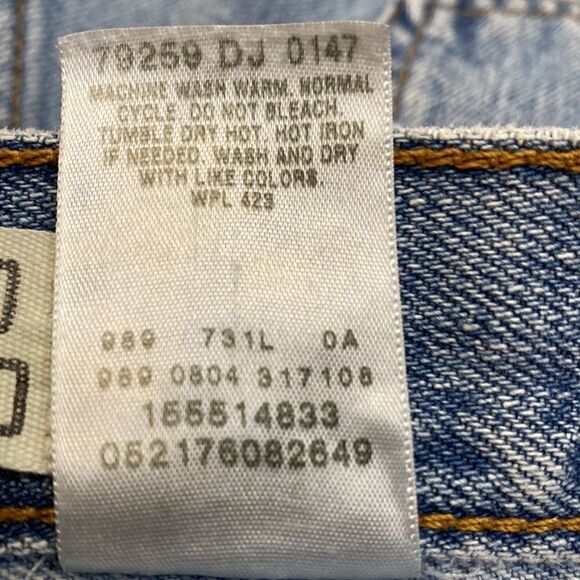 79259 DJ 0147
MACHINE WASH WARM. NORMAL
CYCLE. DO NOT BLEACH.
TUMBLE DRY HOT. HOT IRON
IF NEEDED. WASH AND DRY
WITH LIKE COLORS.
WPL 423
989 731L 0A
989 0804 317108
155514833
052176082649